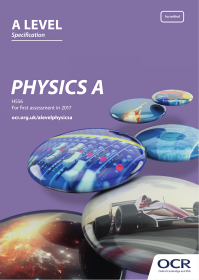 Accredited
A LEVEL
Specification
PHYSICS A
H556
For first assessment in 2017
ocr.org.uk/alevelphysicsa
OCR
Oxford Cambridge and RSA